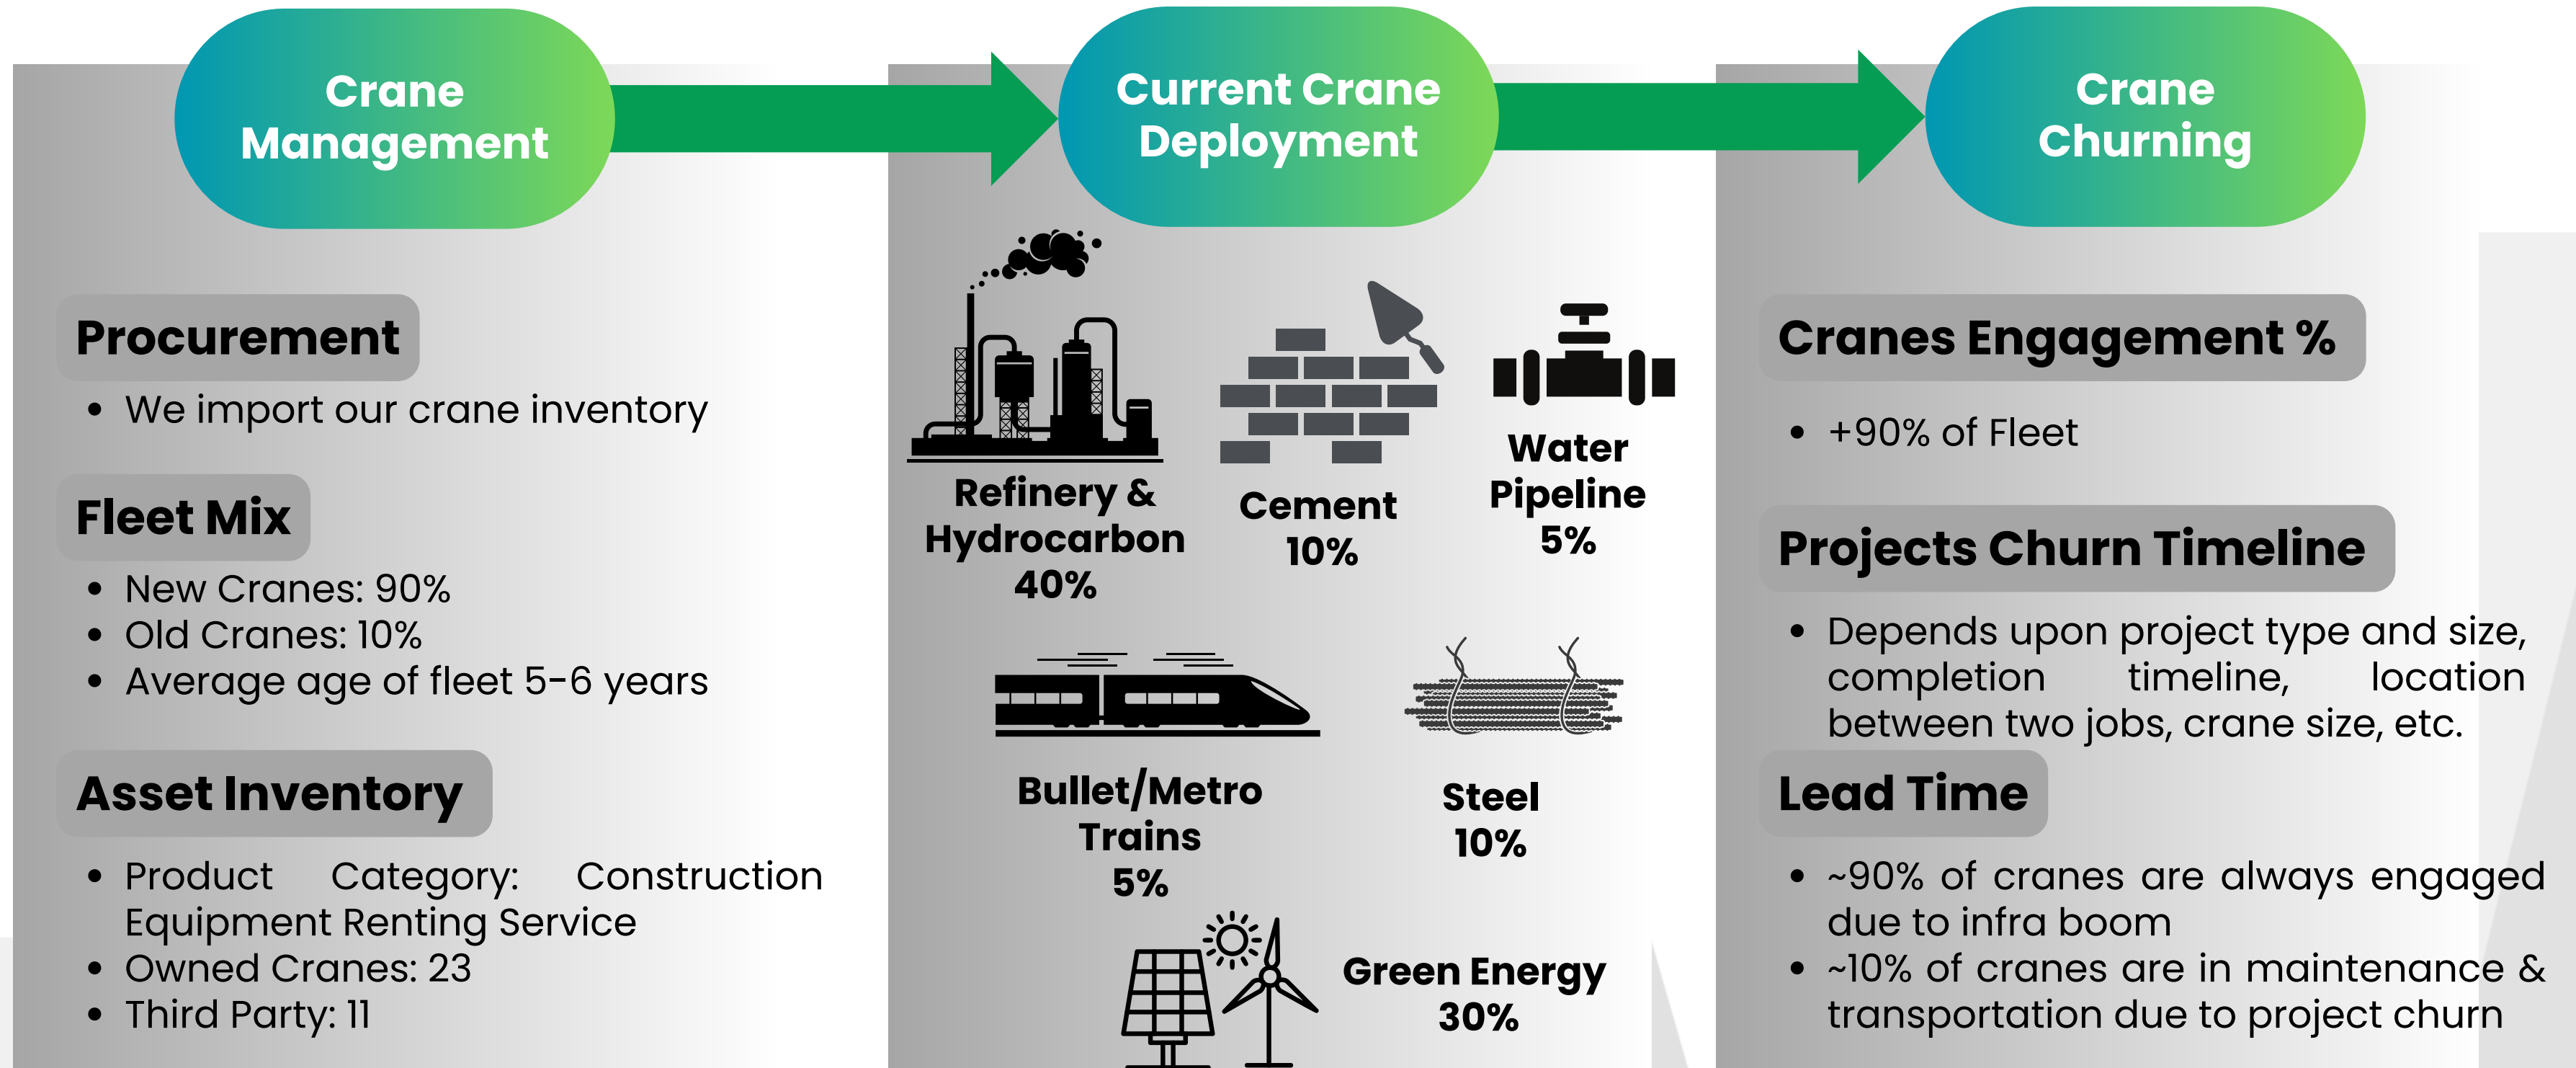 Crane
Management
Current Crane
Deployment
Crane
Churning
Procurement
• We import our crane inventory
Fleet Mix
• New Cranes: 90%
• Old Cranes: 10%
• Average age of fleet 5-6 years
Asset Inventory
• Product Category: Construction
Equipment Renting Service
• Owned Cranes: 23
• Third Party: 11
Refinery &
Hydrocarbon
40%
Cement
10%
Water
Pipeline
5%
Bullet/Metro
Trains
5%
Steel
10%
Green Energy
30%
Cranes Engagement %
• +90% of Fleet
Projects Churn Timeline
• Depends upon project type and size,
completion timeline, location
between two jobs, crane size, etc.
Lead Time
• ~90% of cranes are always engaged
due to infra boom
• ~10% of cranes are in maintenance &
transportation due to project churn